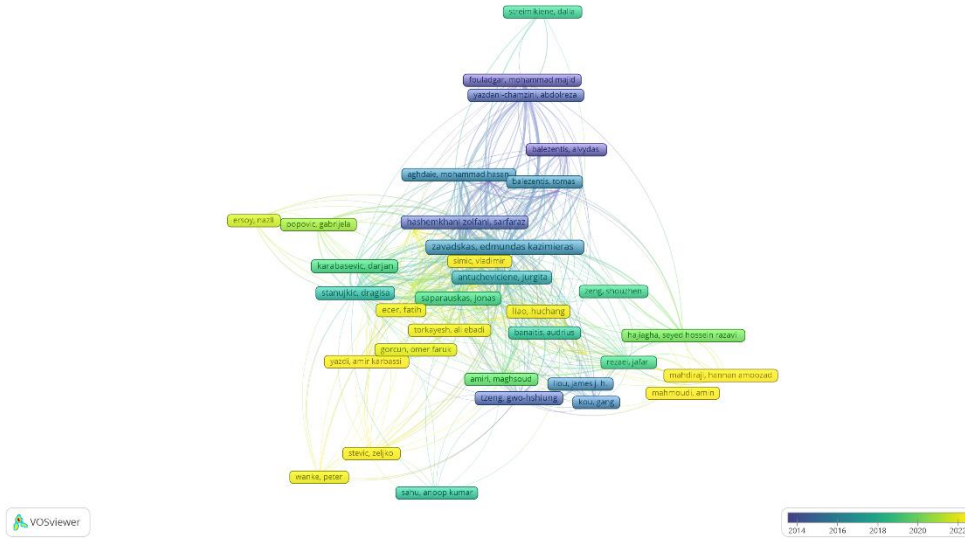 streimikiene, dalia
fouladgar, mohammad majid
yazdani-chamzini, abdolreza
balezentis, alvydas
aghdaie, mohammad hasan
balezentis, tomas
ersoy, nazli
popovic, gabrijela
hashemkhani zolfani, sarfaraz
zavadskas, edmundas kazimieras
simic, vladimir
karabasevic, darjan
antucheviciene, jurgita
stanujkic, dragisa
zeng, shouzhen
saparauskas, jonas
ecer, fatih
liao, huchang
torkayesh, ali ebadi
banaitis, audrius
hajiagha, seyed hossein razavi
gorcun, omer faruk
yazdi, amir karbassi
rezaei, jafar
mahdiraji, hannan amoozad
amiri, maghsoud
liou, james j. h.
mahmoudi, amin
tzeng, gwo-hshiung
kou, gang
stevic, zeljko
wanke, peter
sahu, anoop kumar
VOSviewer
2014 2016 2018 2020 2022